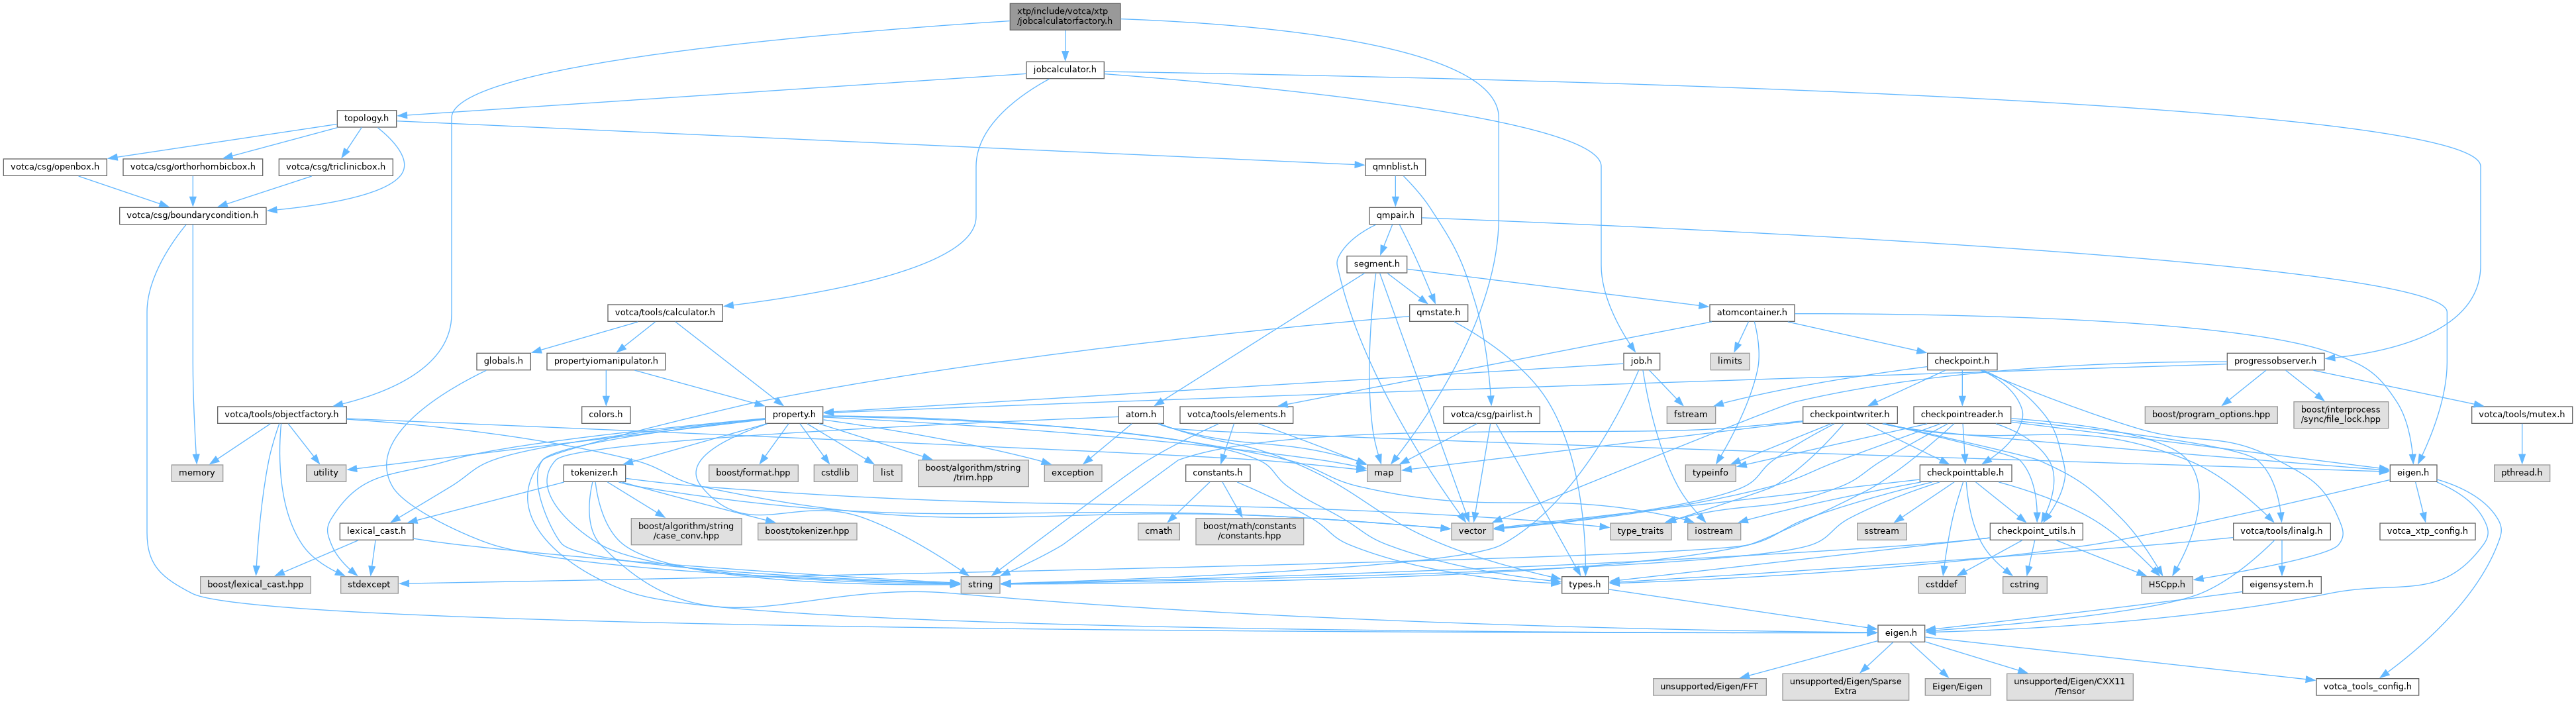 xtp/include/votca/xtp
/jobcalculatorfactory.h
jobcalculator.h
topology.h
votca/csg/openbox.h
votca/csg/orthorhombicbox.h
votca/csg/triclinicbox.h
qmnblist.h
votca/csg/boundarycondition.h
qmpair.h
segment.h
votca/tools/calculator.h
qmstate.h
atomcontainer.h
globals.h
propertyiomanipulator.h
job.h
limits
checkpoint.h
progressobserver.h
votca/tools/objectfactory.h
colors.h
property.h
atom.h
votca/tools/elements.h
votca/csg/pairlist.h
fstream
checkpointwriter.h
checkpointreader.h
boost/program_options.hpp
boost/interprocess
/sync/file_lock.hpp
votca/tools/mutex.h
memory
utility
tokenizer.h
boost/format.hpp
cstdlib
list
boost/algorithm/string
/trim.hpp
exception
constants.h
map
typeinfo
checkpointtable.h
eigen.h
pthread.h
lexical_cast.h
boost/algorithm/string
/case_conv.hpp
boost/tokenizer.hpp
cmath
boost/math/constants
/constants.hpp
vector
type_traits
iostream
sstream
checkpoint_utils.h
votca/tools/linalg.h
votca_xtp_config.h
boost/lexical_cast.hpp
stdexcept
string
types.h
cstddef
cstring
H5Cpp.h
eigensystem.h
eigen.h
unsupported/Eigen/FFT
unsupported/Eigen/Sparse
Extra
Eigen/Eigen
unsupported/Eigen/CXX11
/Tensor
votca_tools_config.h